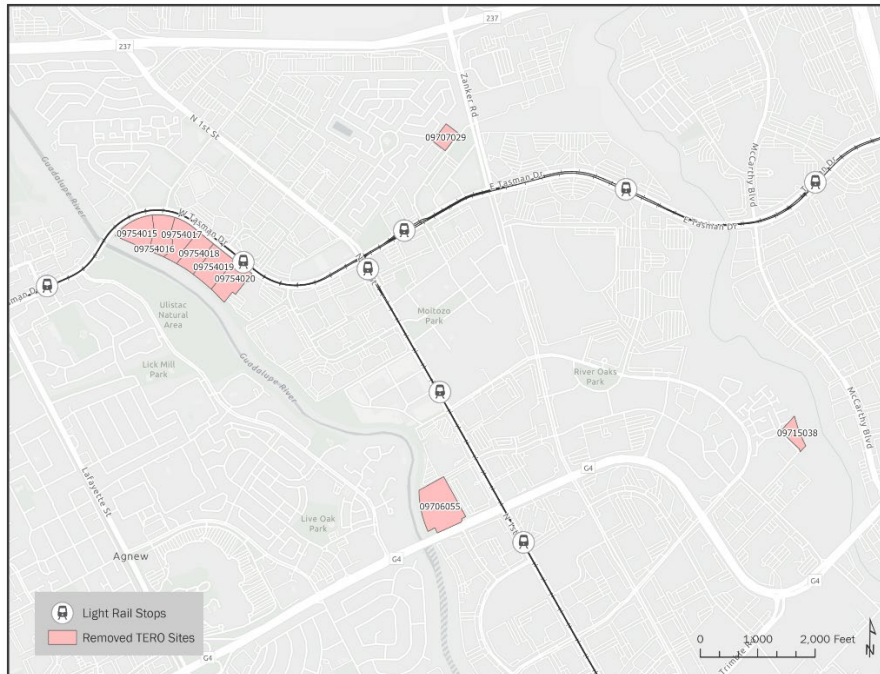 237
237
N 1st St
Zanker Rd
McCarthy Blvd
09707029
Guadalupe River
E Tasman Dr
Tasman Dr
W Tasman Dr
E Tasman Dr
09754015
09754017
09754016
09754018
09754019
09754020
Ulistac
Natural
Area
Moitozo
Park
Lick Mill
Park
Guadalupe River
River Oaks
Park
McCarthy Blvd
09715038
Lafayette St
09706055
G4
Live Oak
Park
N 1st
Agnew
G4
G4
G4
Light Rail Stops
Removed TERO Sites
0 1,000 2,000 Feet
N